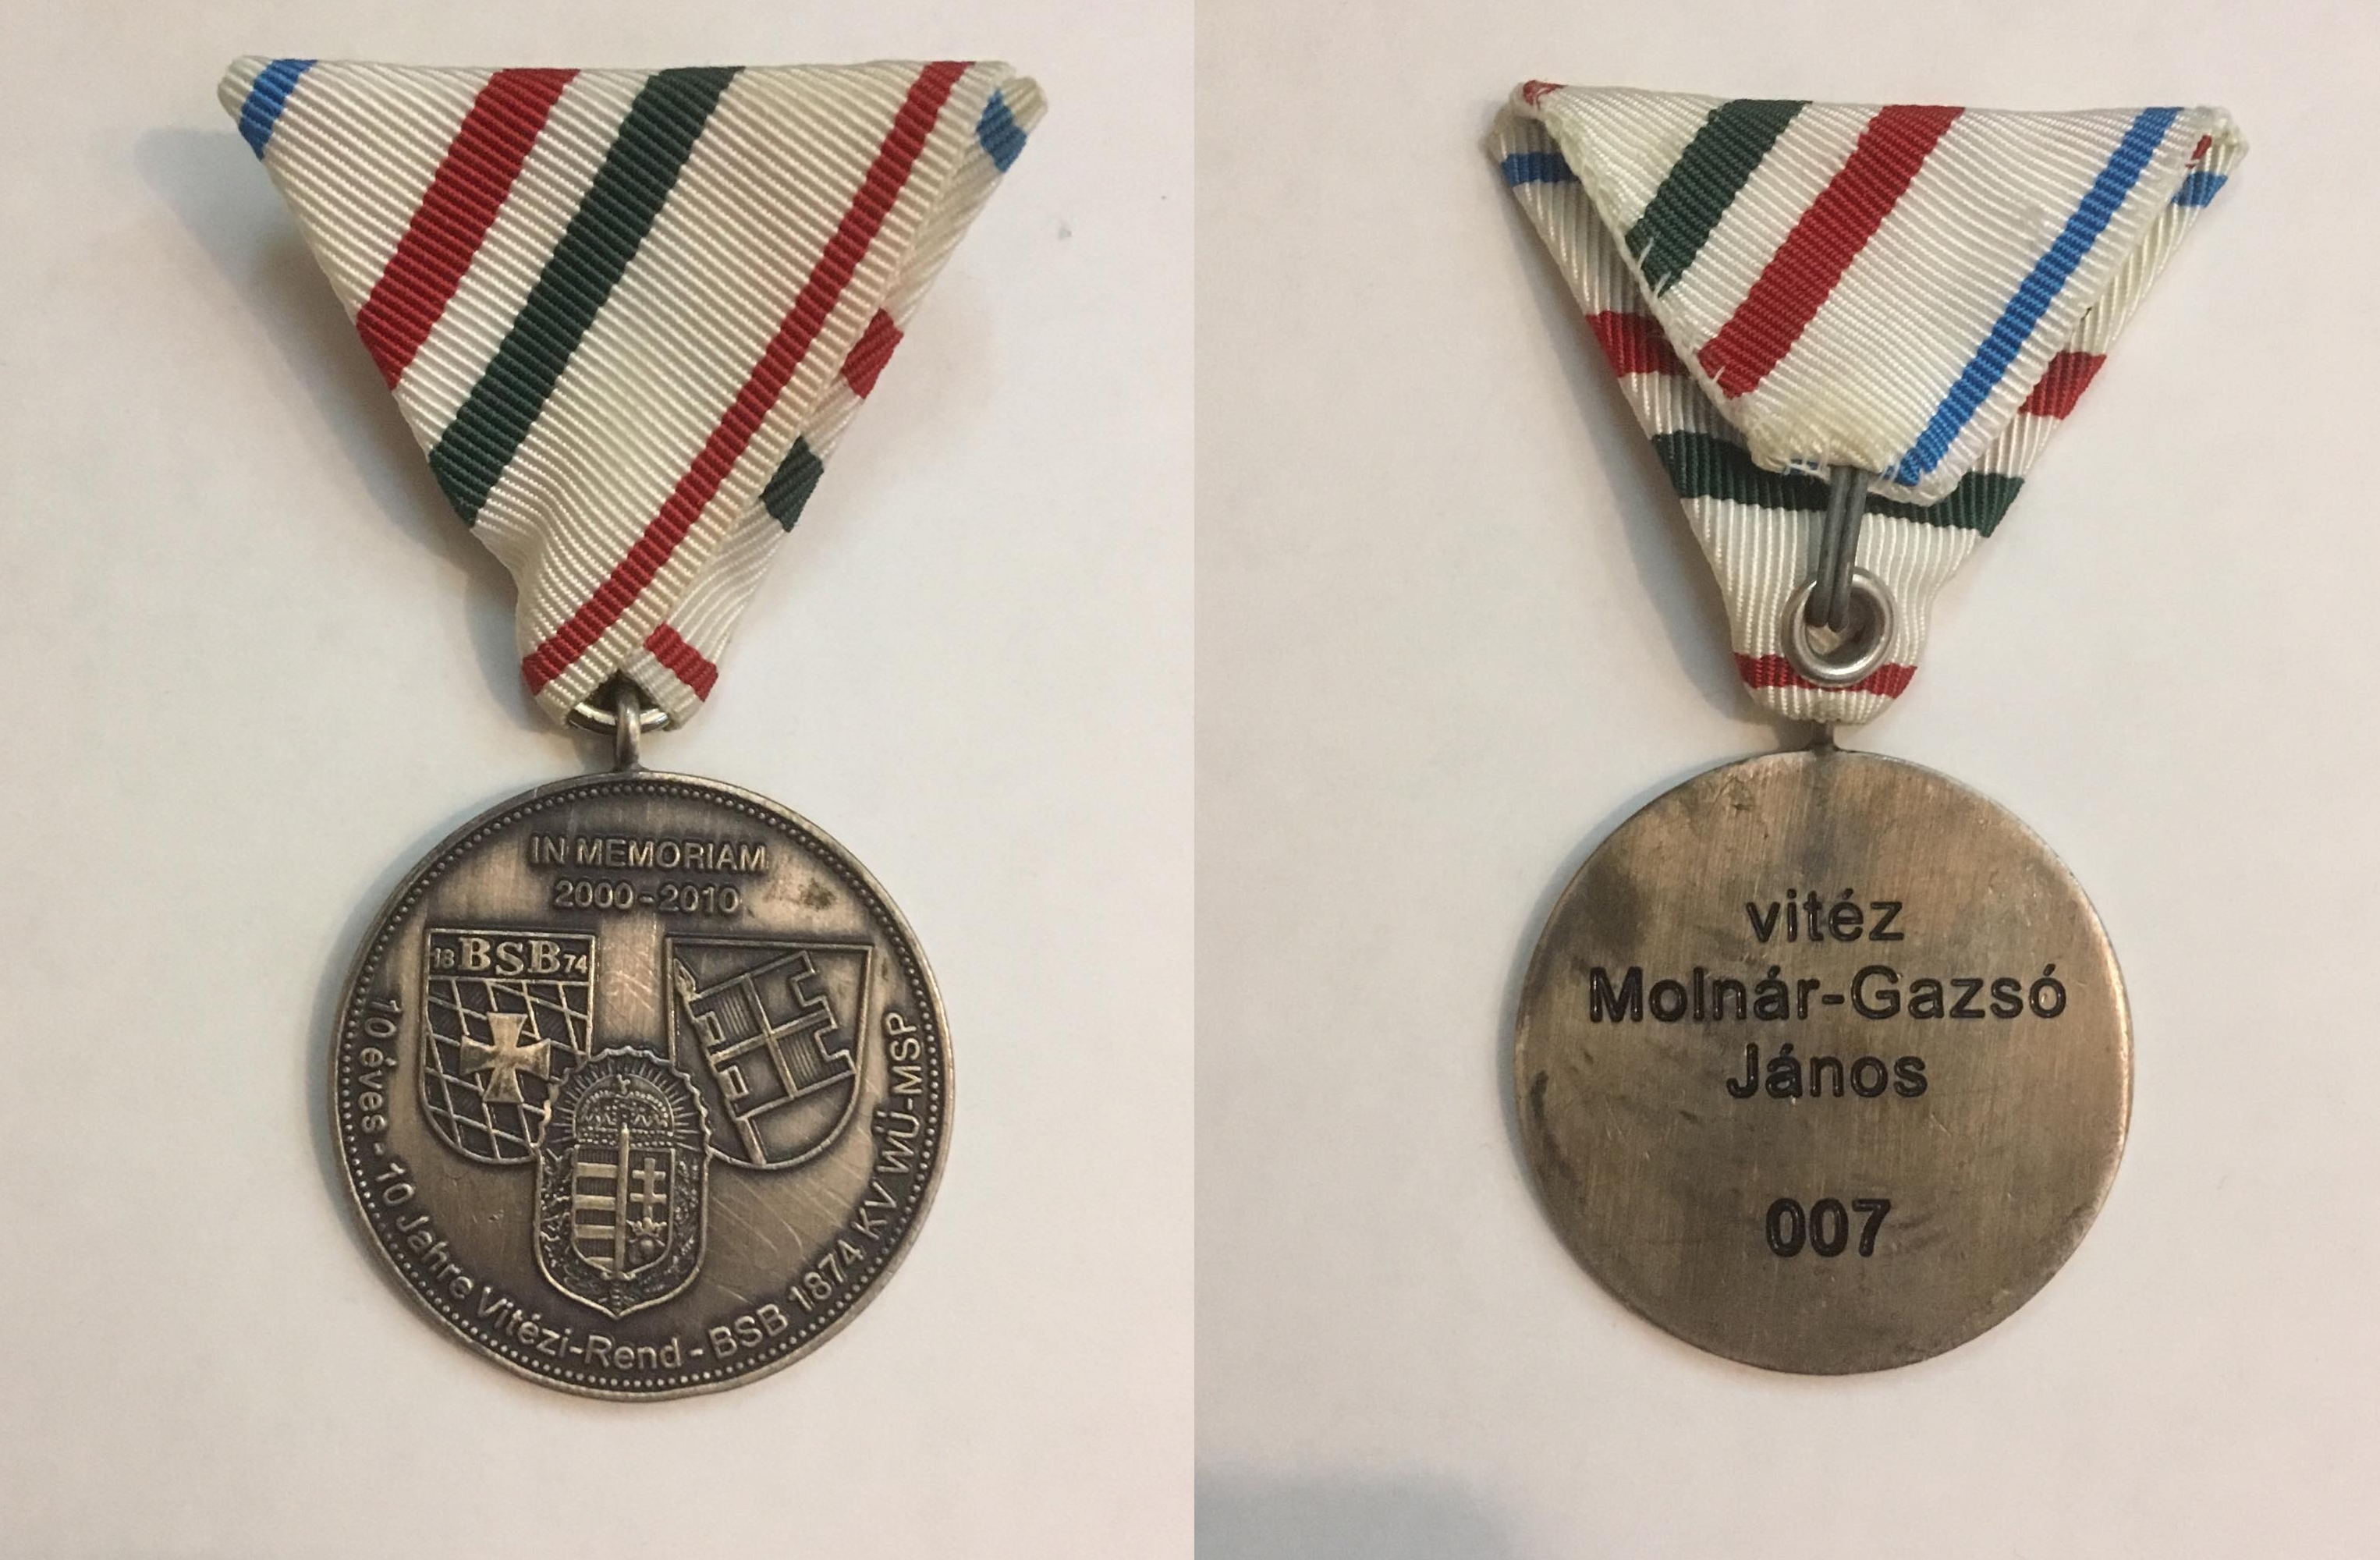 IN MEMORIAM
2000-2010
18 BSB 74
10 éves - 10 Jahre Vitézi-Rend - BSB 1874 KV WÜ-MSP
vitéz
Molnár-Gazsó
János
007